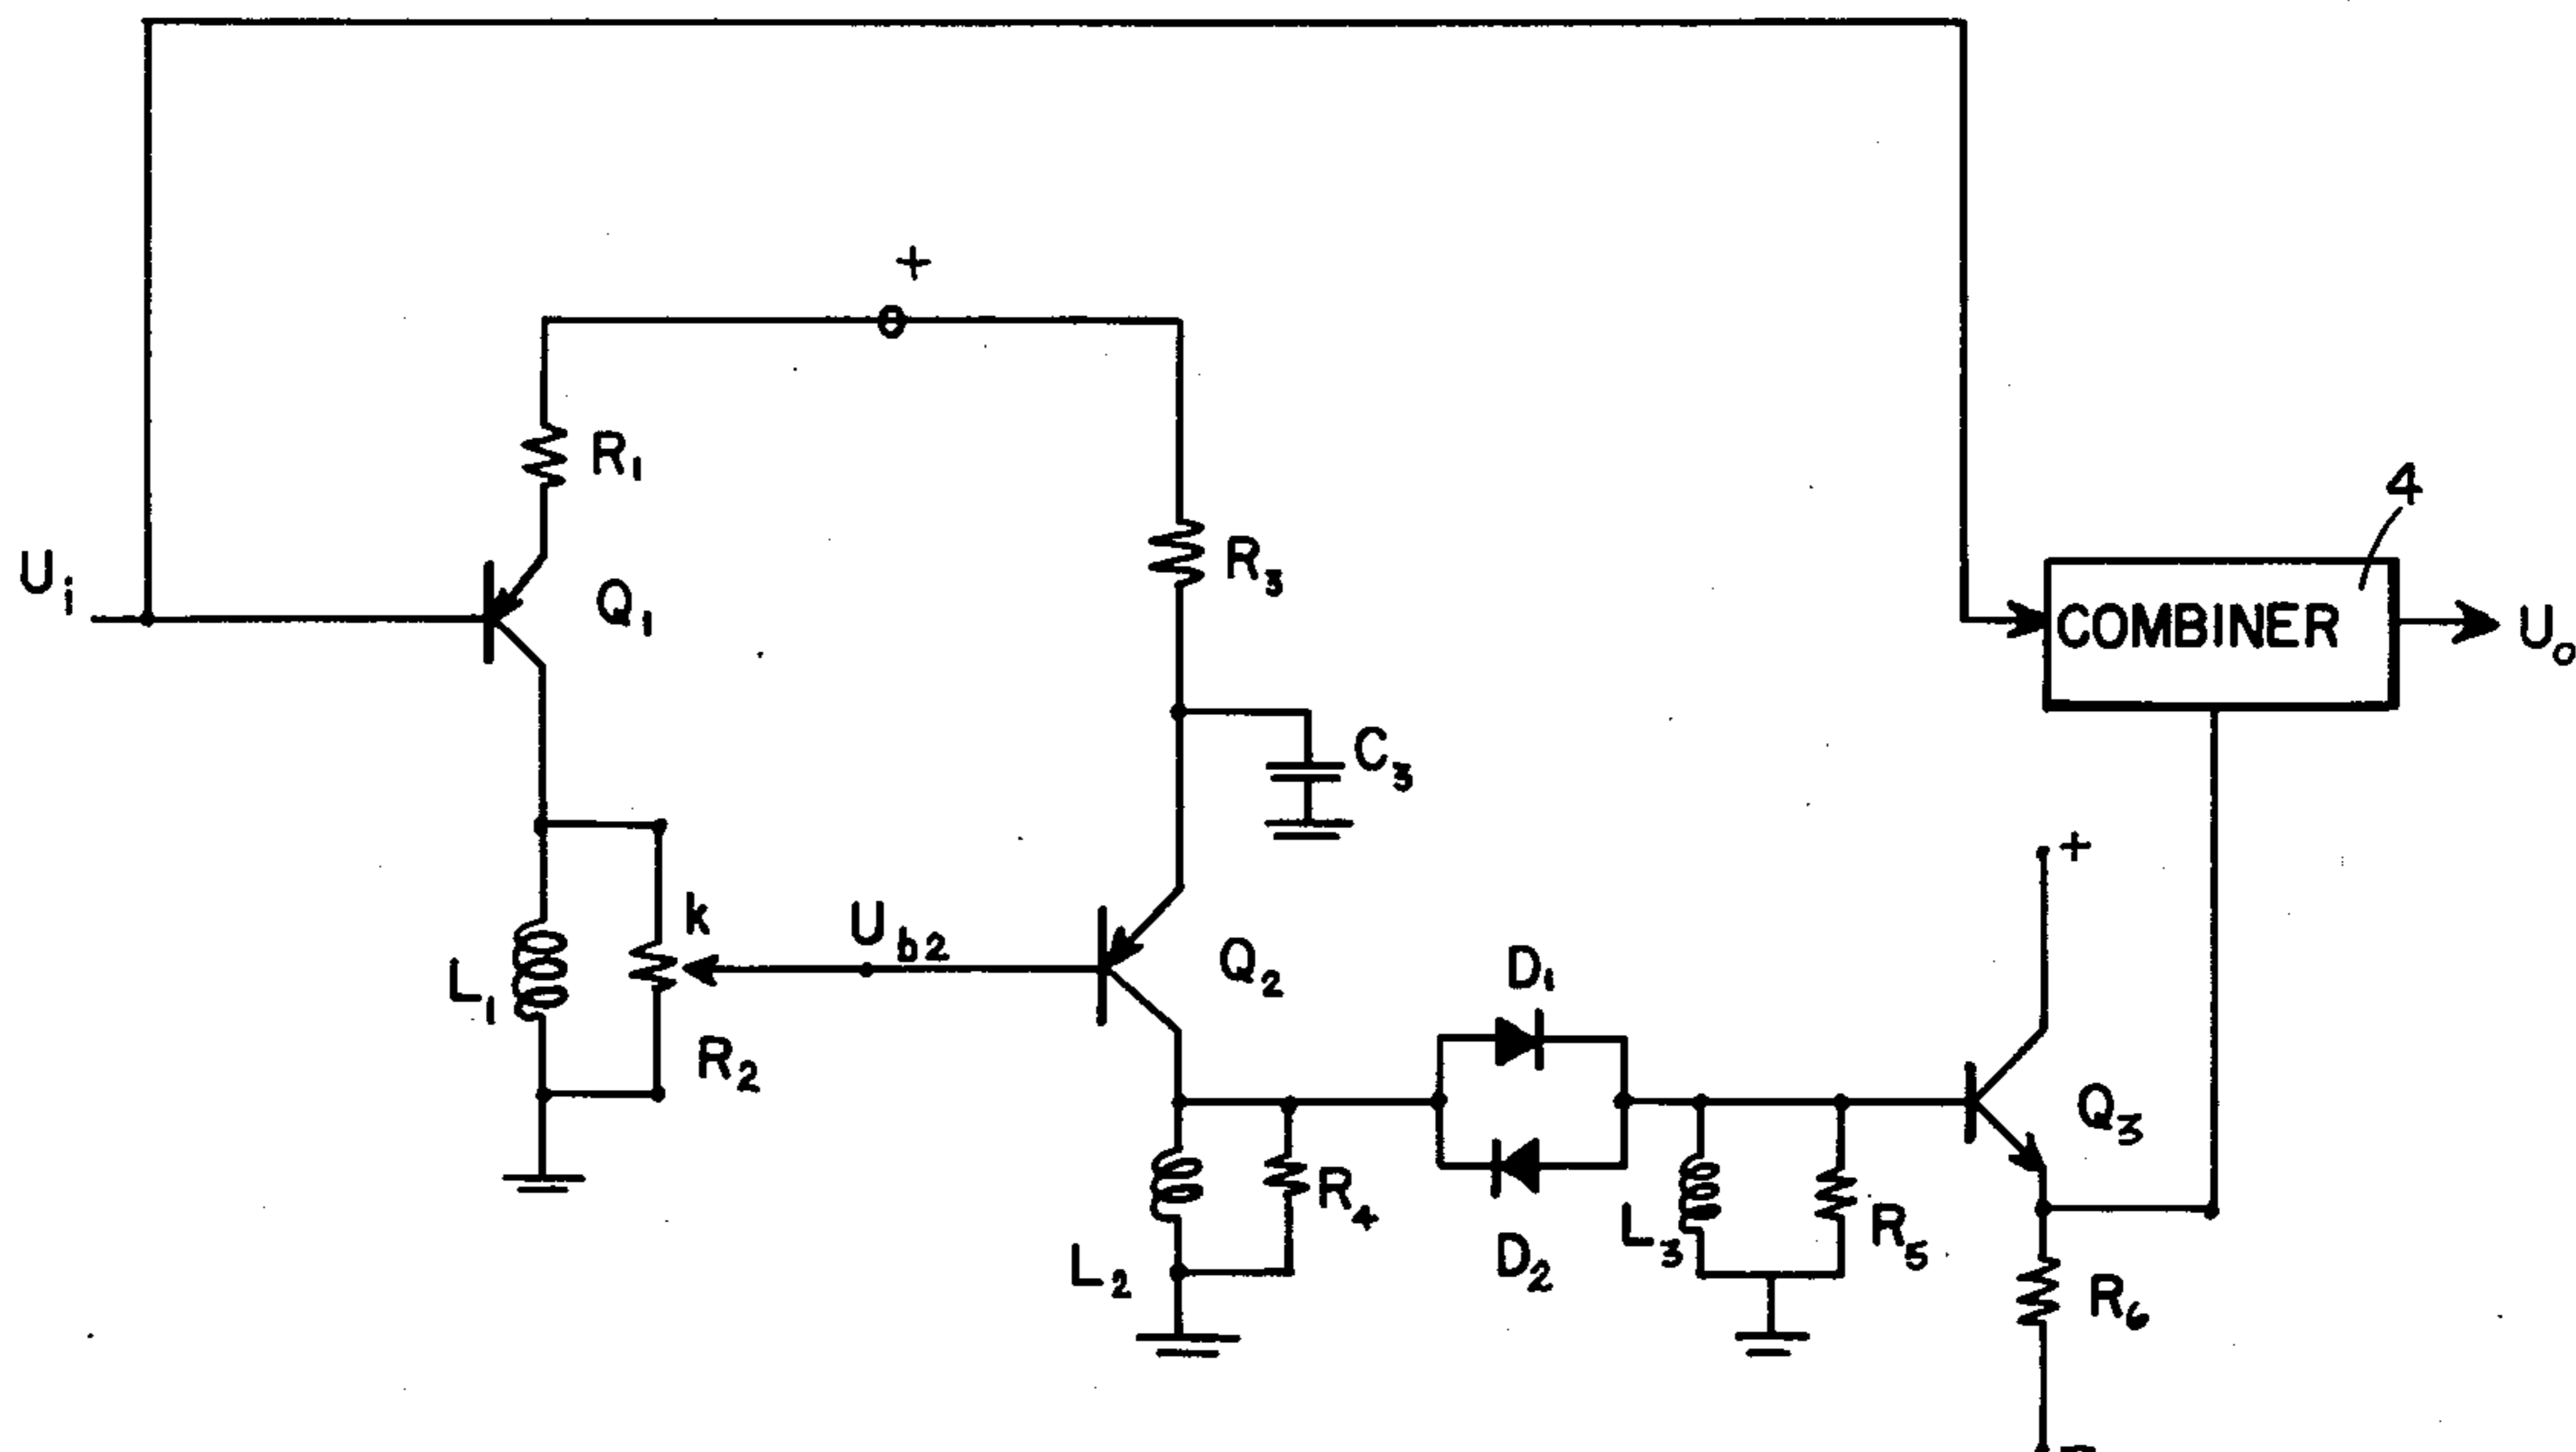 +
R₁
4
R₃
Uᵢ
Q₁
COMBINER
Uₒ
C₃
+
k
U_b2
L₁
Q₂
D₁
R₂
Q₃
R₄
L₃
R₅
L₂
D₂
R₆